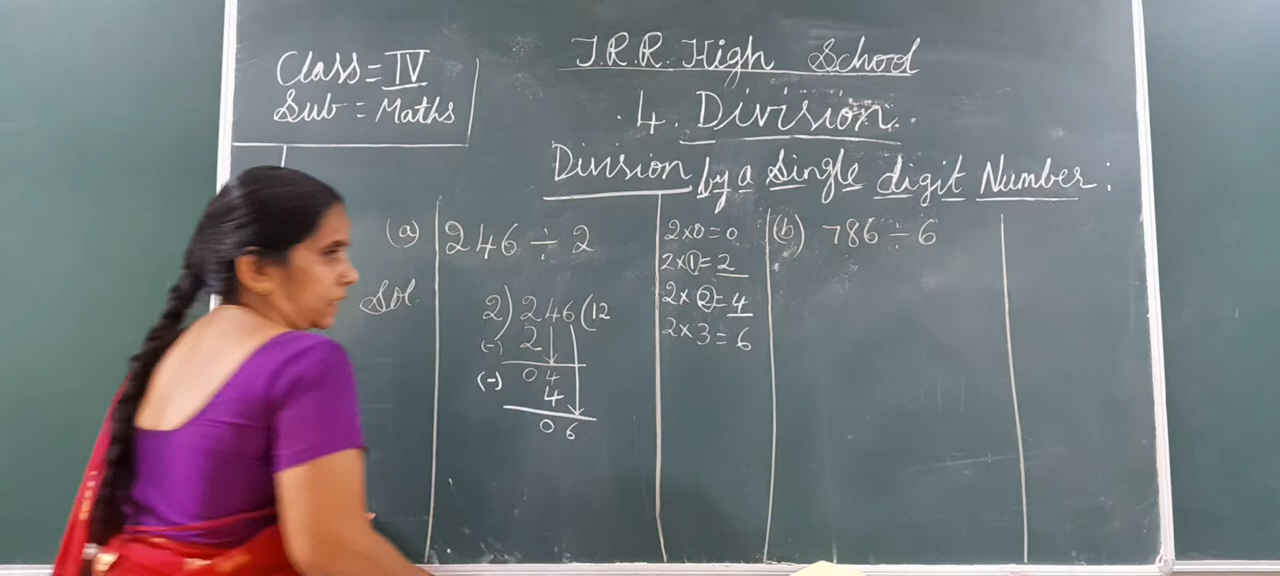 Class = IV
Sub = Maths
J.R.R. High School
4. Division
Division by a Single digit Number:
(a) 246 ÷ 2
Sol.
2) 246 (12
(-) 2
04
(-) 4
06
2×0=0
2×1=2
2×2=4
2×3=6
(b) 786 ÷ 6